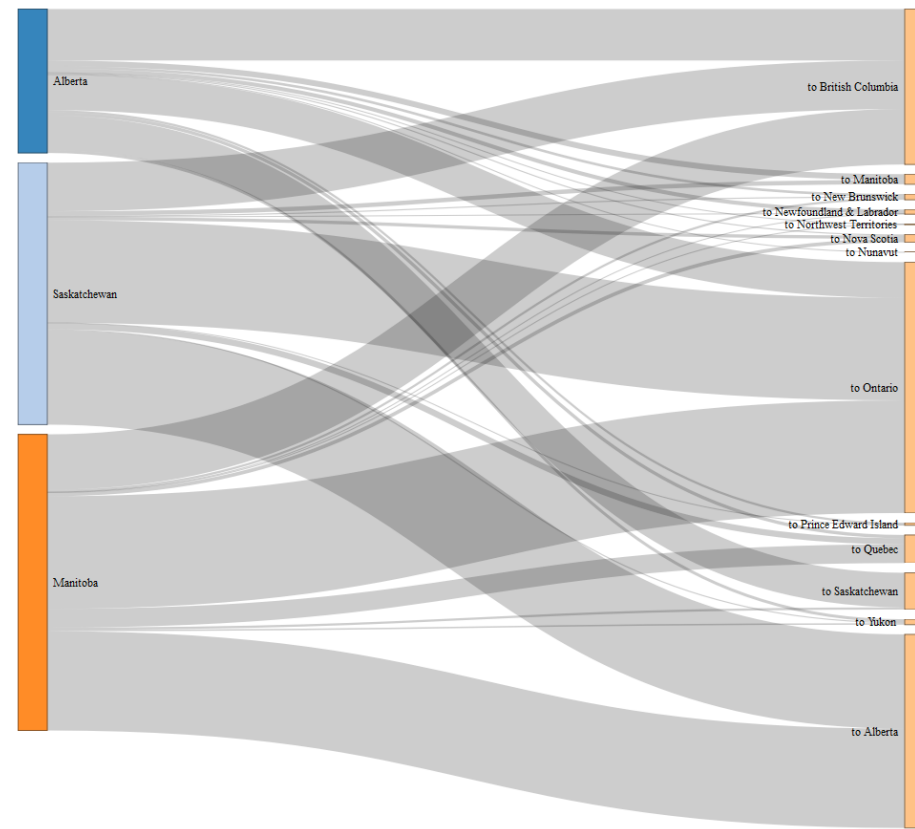 Alberta
Saskatchewan
Manitoba
to British Columbia
to Manitoba
to New Brunswick
to Newfoundland & Labrador
to Northwest Territories
to Nova Scotia
to Nunavut
to Ontario
to Prince Edward Island
to Quebec
to Saskatchewan
to Yukon
to Alberta